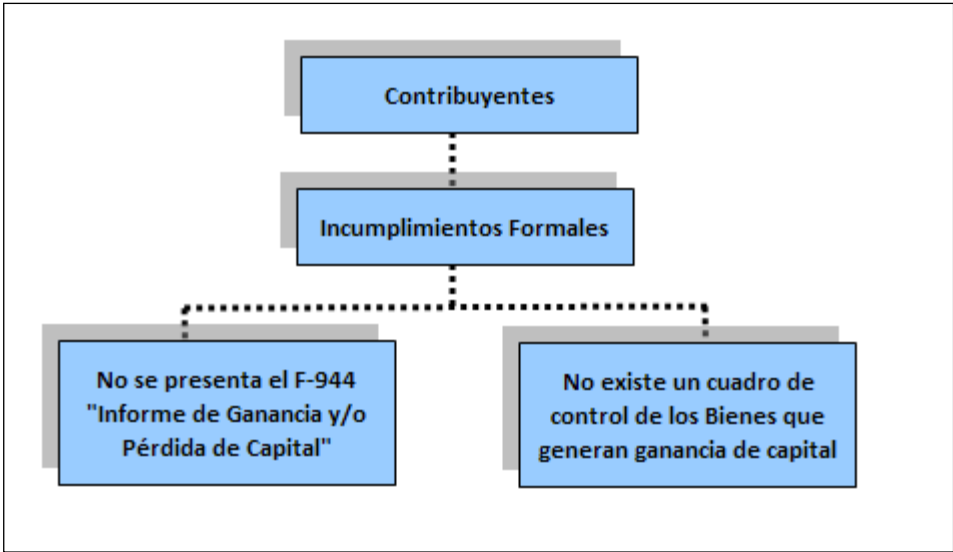 Contribuyentes
Incumplimientos Formales
No se presenta el F-944
"Informe de Ganancia y/o
Pérdida de Capital"
No existe un cuadro de
control de los Bienes que
generan ganancia de capital